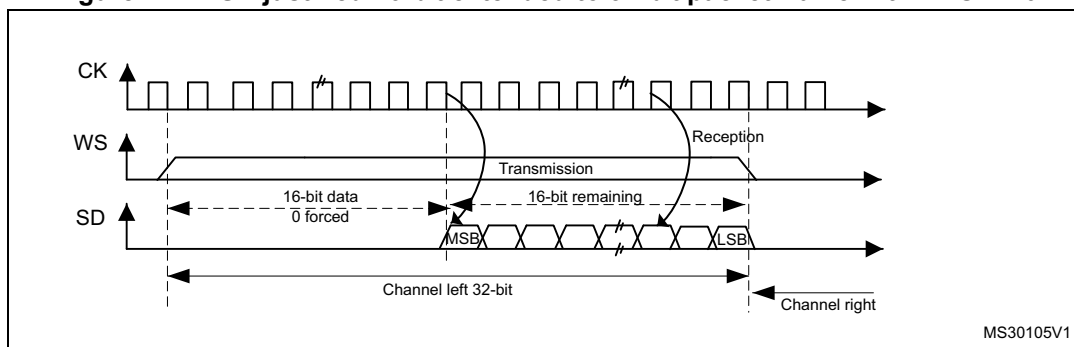 CK
Reception
WS
Transmission
16-bit data
16-bit remaining
0 forced
SD
MSB
LSB
Channel left 32-bit
Channel right
MS30105V1